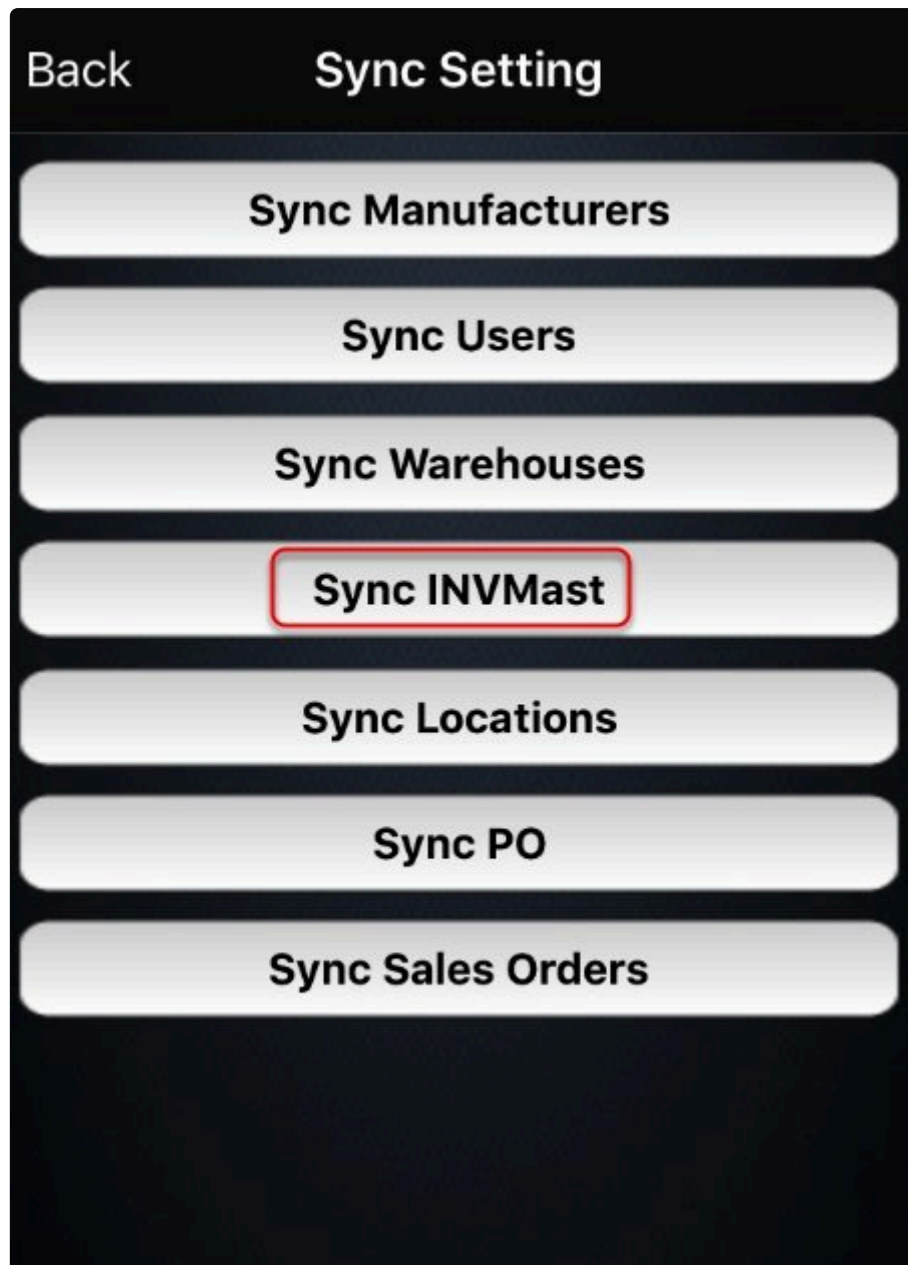 Back
Sync Setting
Sync Manufacturers
Sync Users
Sync Warehouses
Sync INVMast
Sync Locations
Sync PO
Sync Sales Orders